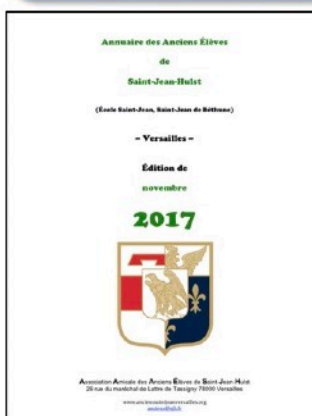 Annuaire des Anciens Élèves
de
Saint-Jean-Hulst
(École Saint-Jean, Saint-Jean de Béthune)
– Versailles –
Édition de
novembre
2017
Association Amicale des Anciens Élèves de Saint-Jean-Hulst
26 rue du maréchal de Lattre de Tassigny 78000 Versailles